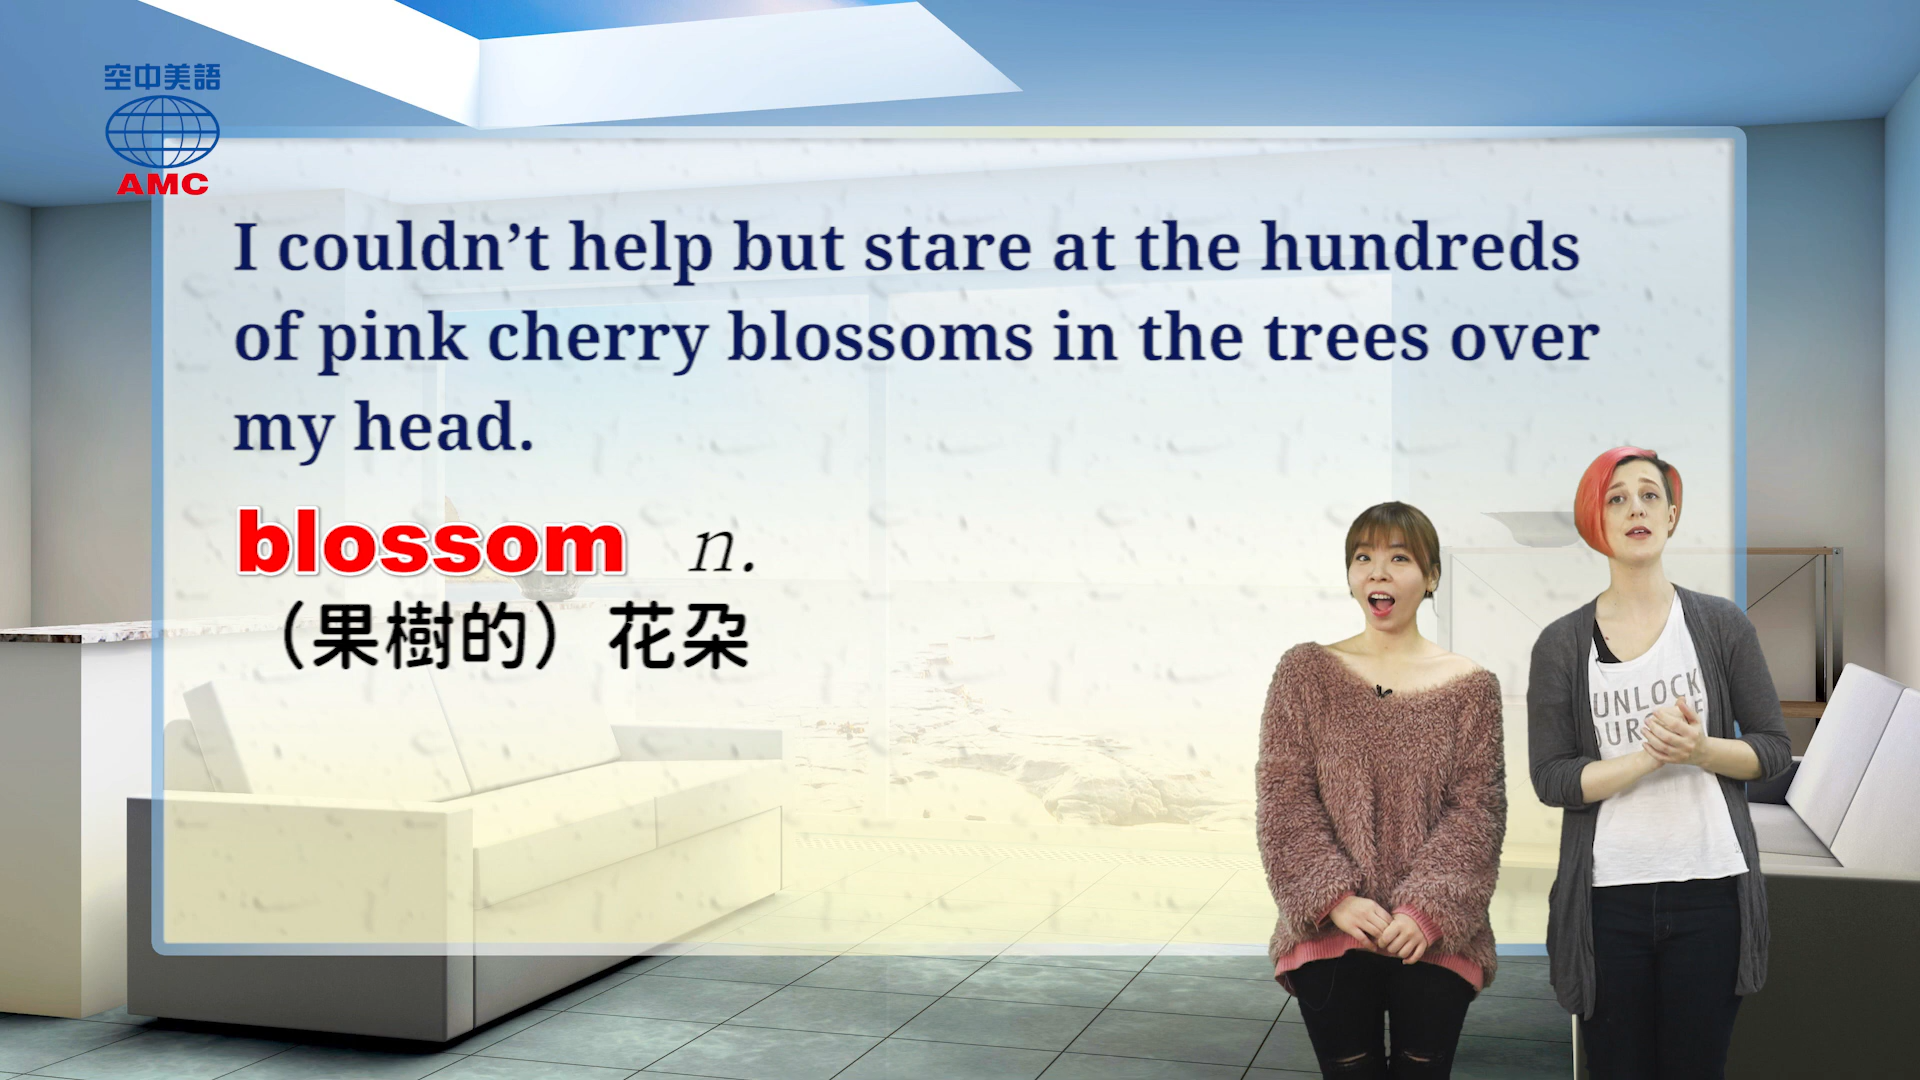 空中美語
AMC
I couldn’t help but stare at the hundreds
of pink cherry blossoms in the trees over
my head.
blossom n.
（果樹的）花朵
UNLOCK